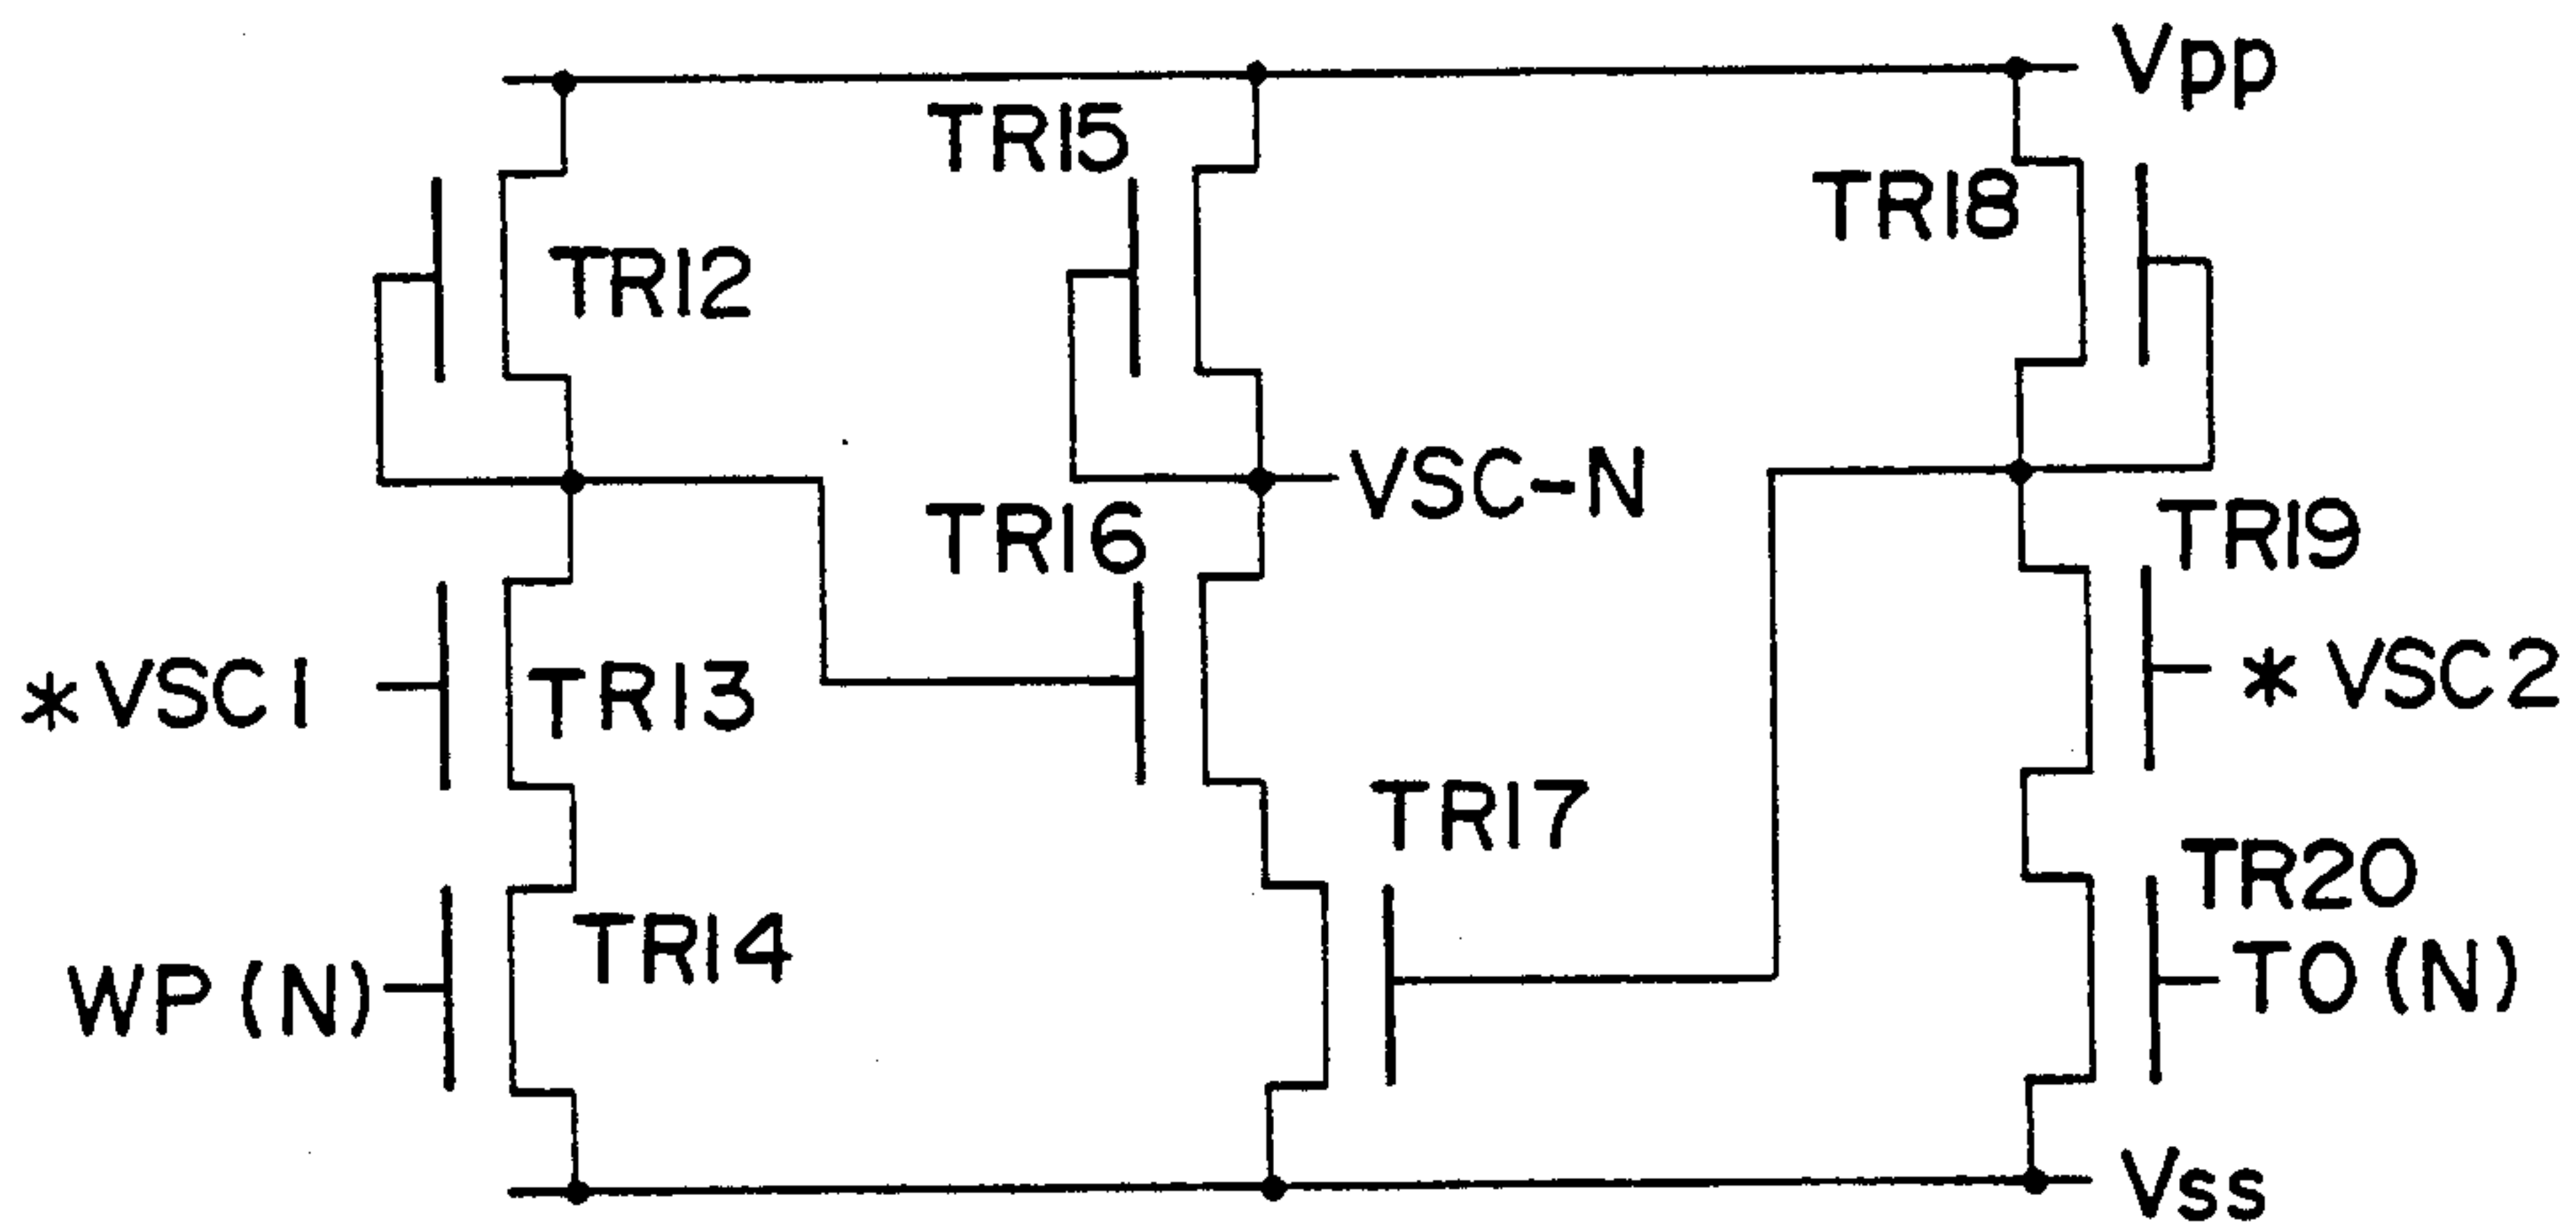 Vpp
TR15
TR18
TR12
VSC-N
TR16
TR19
*VSC1
TR13
*VSC2
TR17
TR20
TR14
WP(N)
TO(N)
Vss